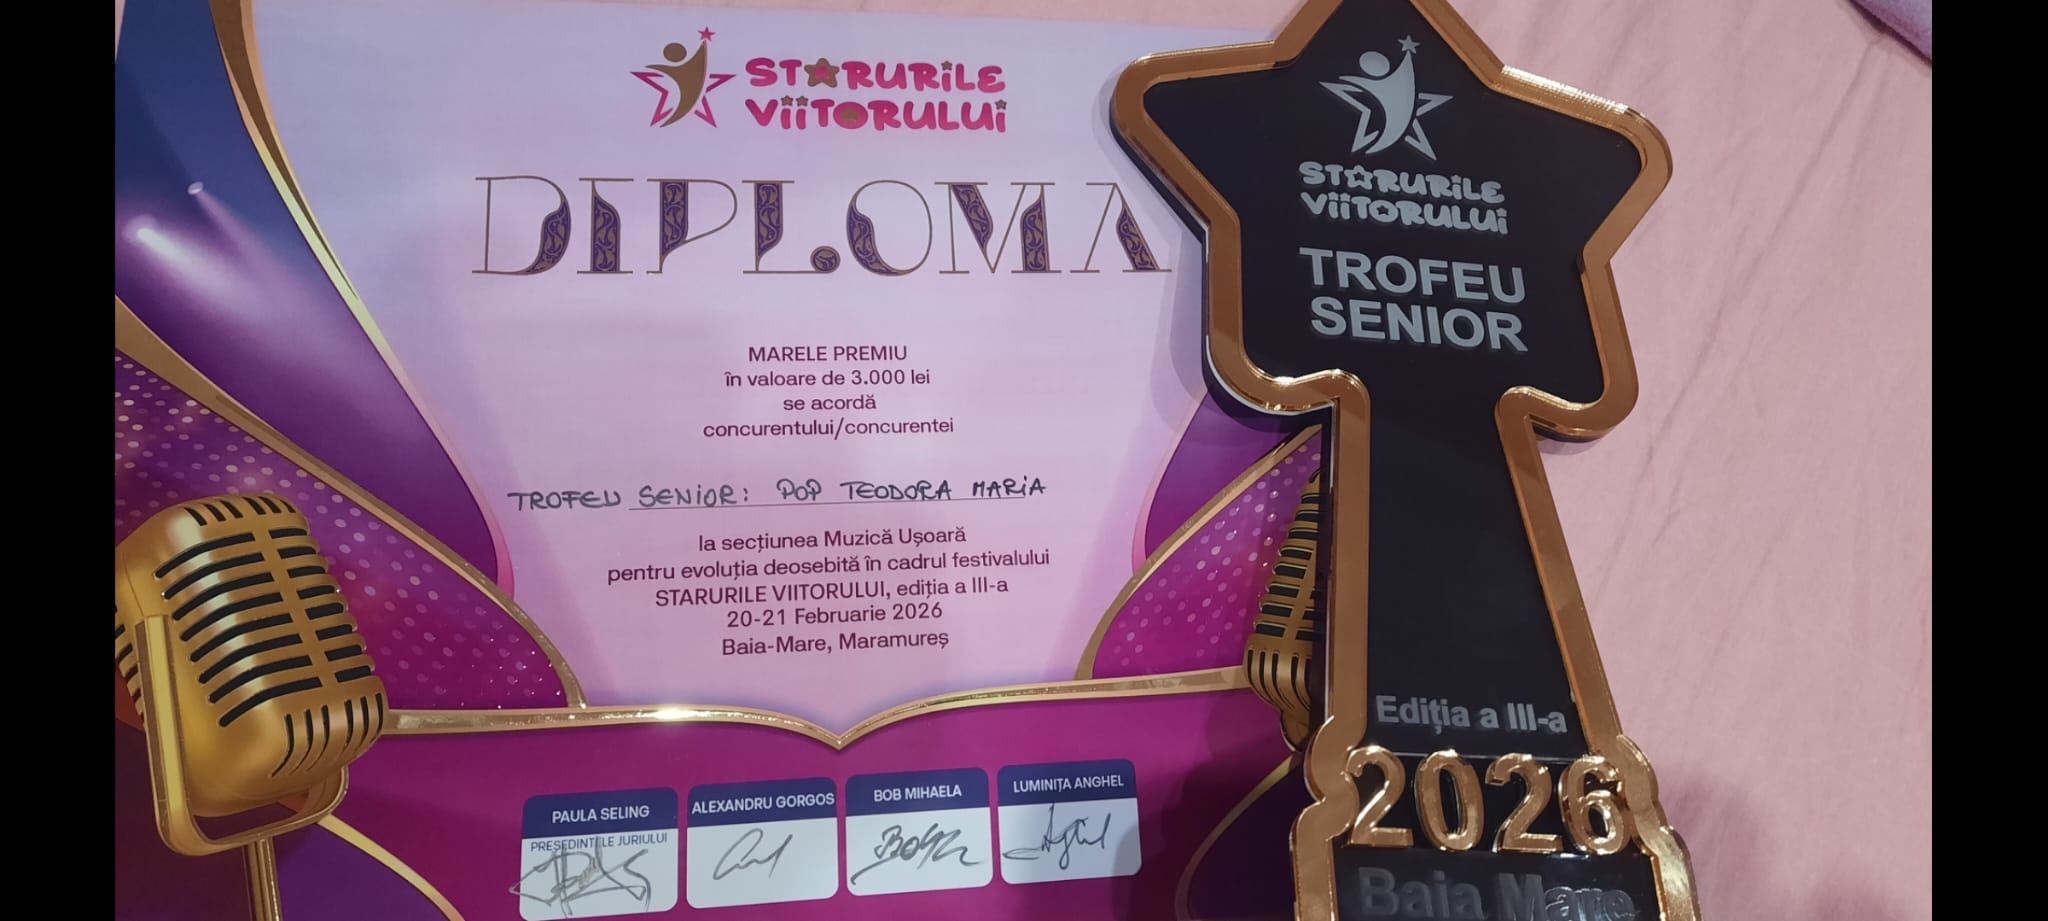 STARURILE
VIITORULUI
DIPLOMA
MARELE PREMIU
în valoare de 3.000 lei
se acordă
concurentului/concurentei
TROFEU SENIOR: POP TEODORA MARIA
la secțiunea Muzică Ușoară
pentru evoluția deosebită în cadrul festivalului
STARURILE VIITORULUI, ediția a III-a
20-21 Februarie 2026
Baia-Mare, Maramureș
PAULA SELING
PREȘEDINTELE JURIULUI
ALEXANDRU GORGOS
BOB MIHAELA
LUMINIȚA ANGHEL
STARURILE
VIITORULUI
TROFEU
SENIOR
Ediția a III-a
2026
Baia Mare